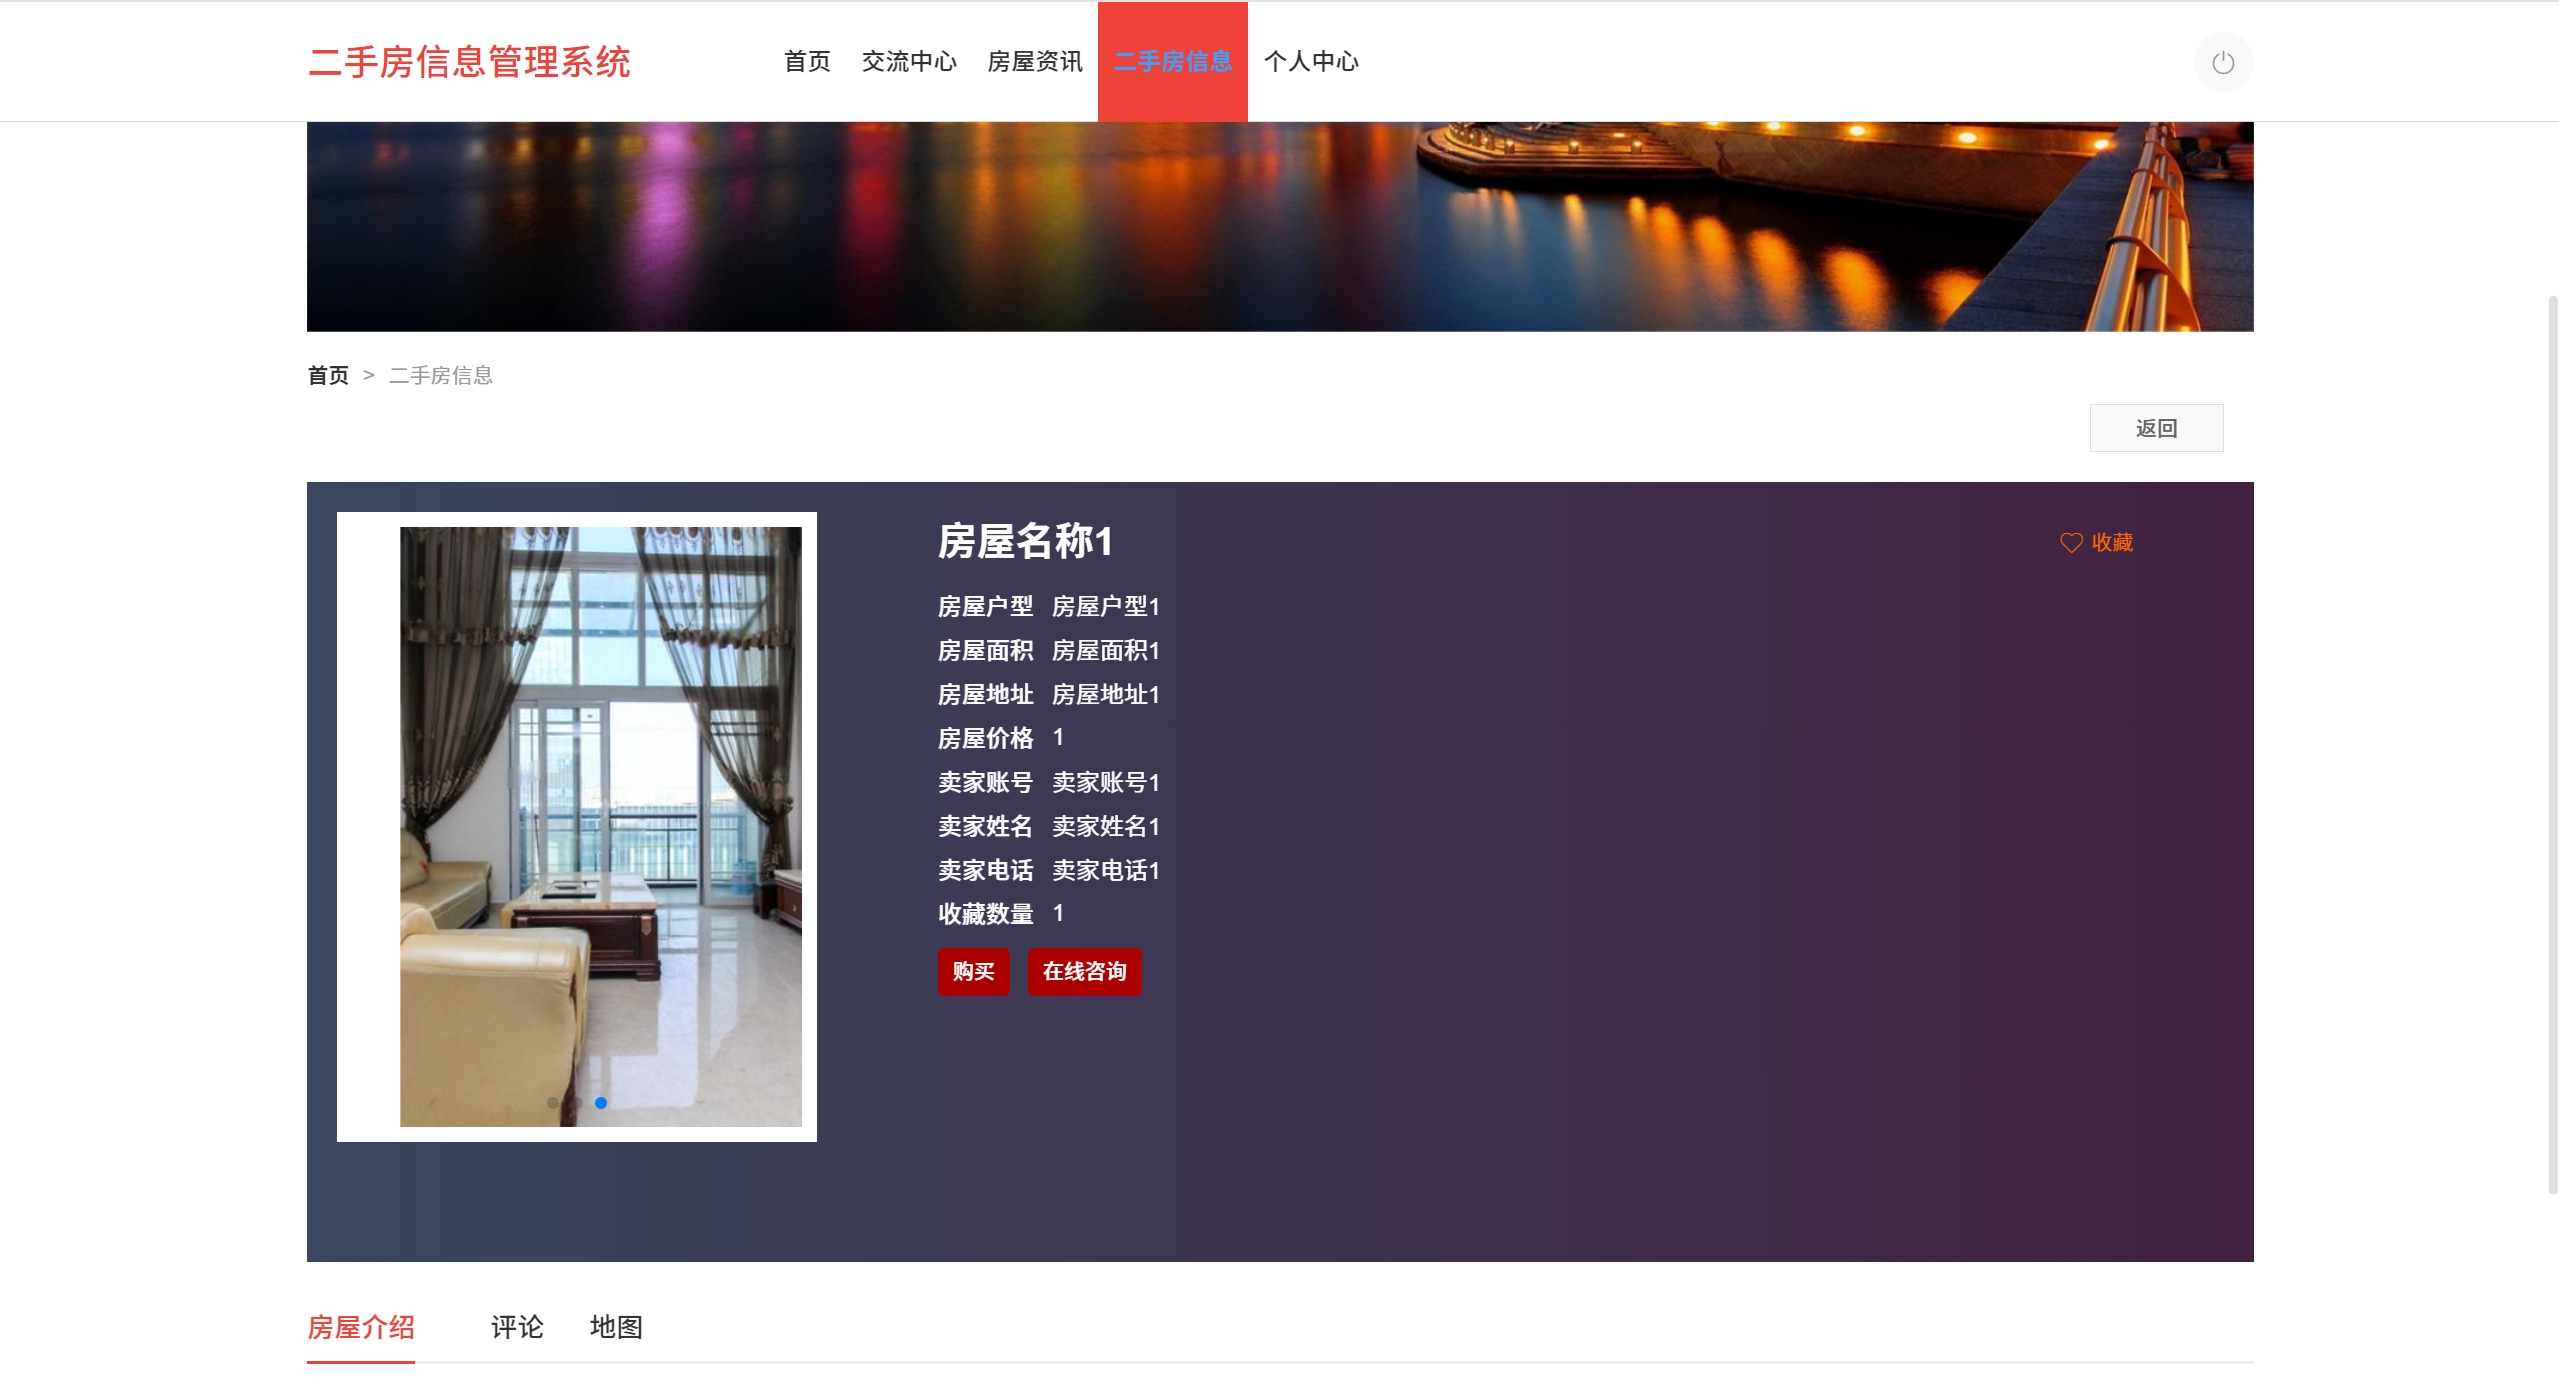 二手房信息管理系统
首页 交流中心 房屋资讯 二手房信息 个人中心
首页 > 二手房信息
返回
房屋名称1
收藏
房屋户型 房屋户型1
房屋面积 房屋面积1
房屋地址 房屋地址1
房屋价格 1
卖家账号 卖家账号1
卖家姓名 卖家姓名1
卖家电话 卖家电话1
收藏数量 1
购买 在线咨询
房屋介绍 评论 地图